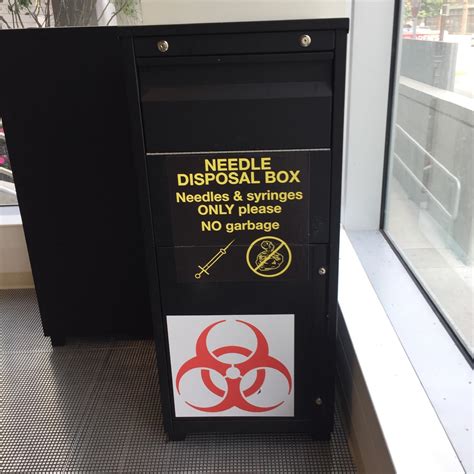 NEEDLE
DISPOSAL BOX
Needles & syringes
ONLY please
NO garbage